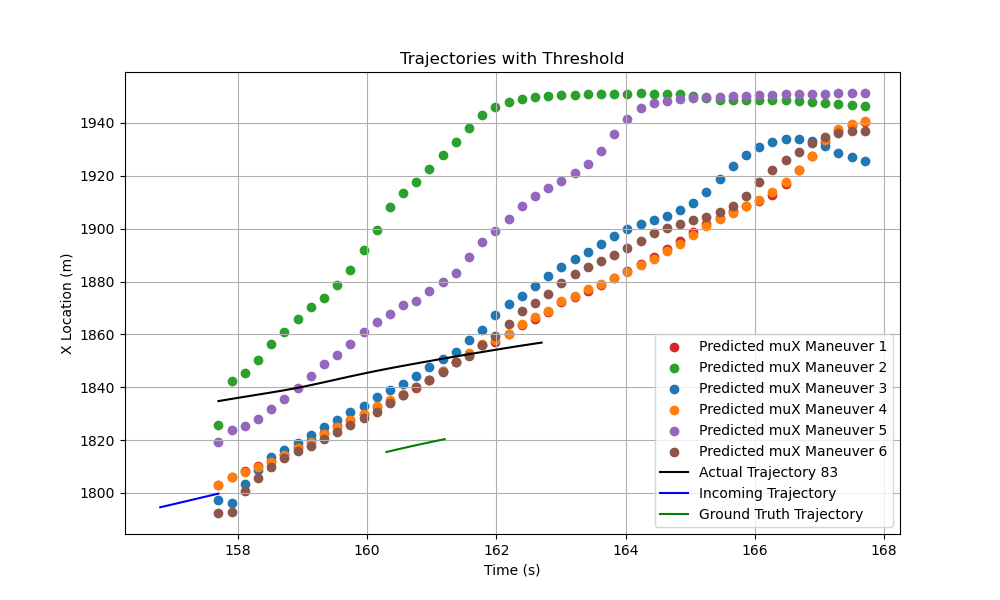 Trajectories with Threshold
X Location (m)
1940
1920
1900
1880
1860
1840
1820
1800
Predicted muX Maneuver 1
Predicted muX Maneuver 2
Predicted muX Maneuver 3
Predicted muX Maneuver 4
Predicted muX Maneuver 5
Predicted muX Maneuver 6
Actual Trajectory 83
Incoming Trajectory
Ground Truth Trajectory
158 160 162 164 166 168
Time (s)